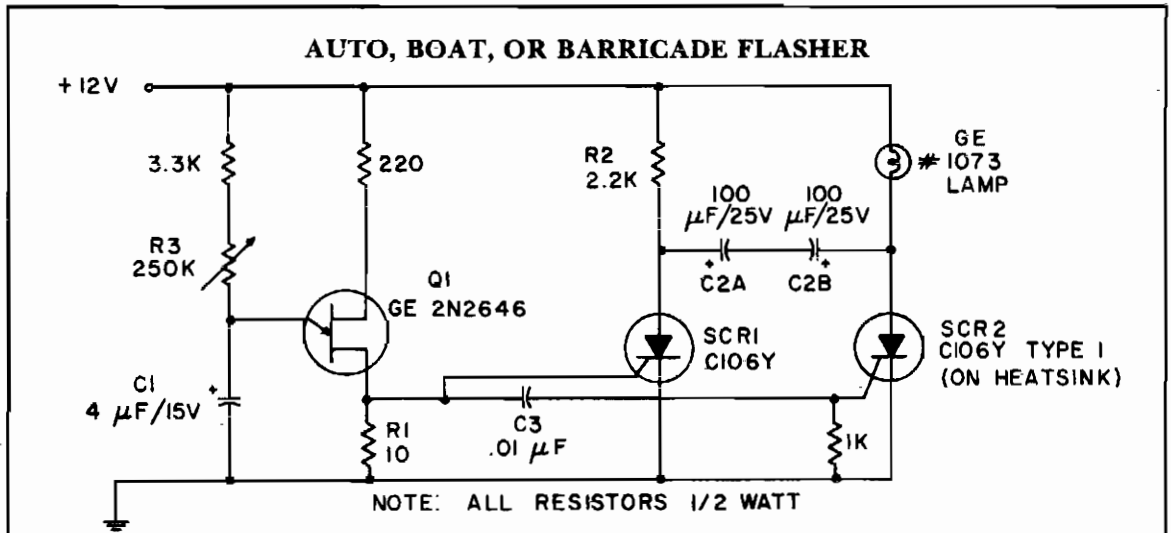 AUTO, BOAT, OR BARRICADE FLASHER
+12V
3.3K
220
R2
2.2K
GE
# 1073
LAMP
100
µF/25V
100
µF/25V
R3
250K
C2A
C2B
Q1
GE 2N2646
SCR1
C106Y
SCR2
C106Y TYPE 1
(ON HEATSINK)
C1
4 µF/15V
R1
10
C3
.01 µF
1K
NOTE: ALL RESISTORS 1/2 WATT